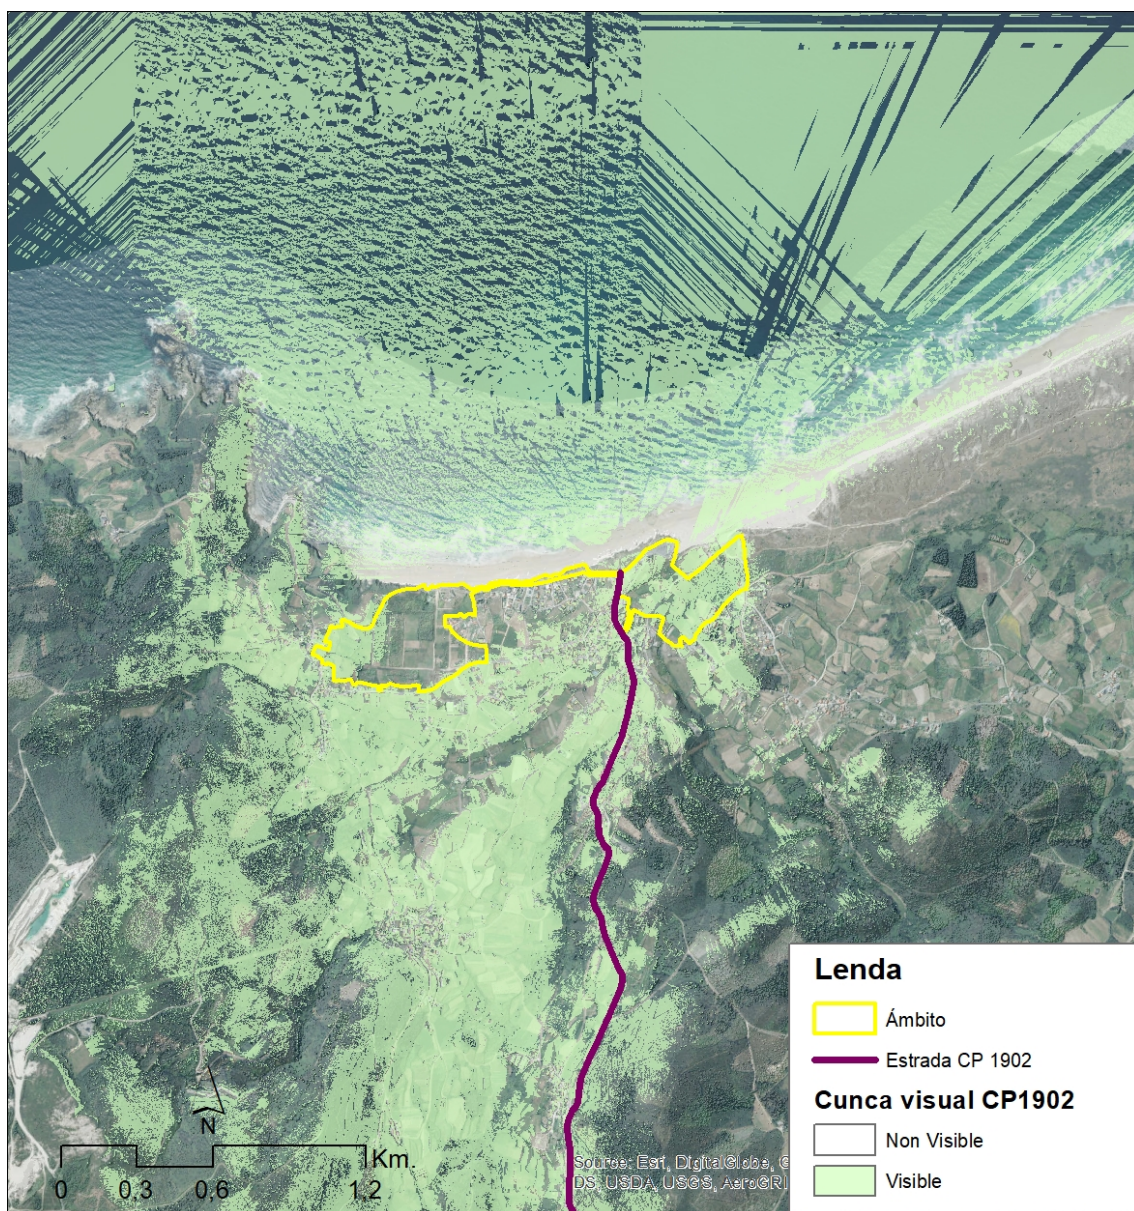 Lenda
Ámbito
Estrada CP 1902
Cunca visual CP1902
Non Visible
Visible
N
Km.
0 0,3 0,6 1,2
Source: Esri, DigitalGlobe, G
DS, USDA, USGS, AeroGRI